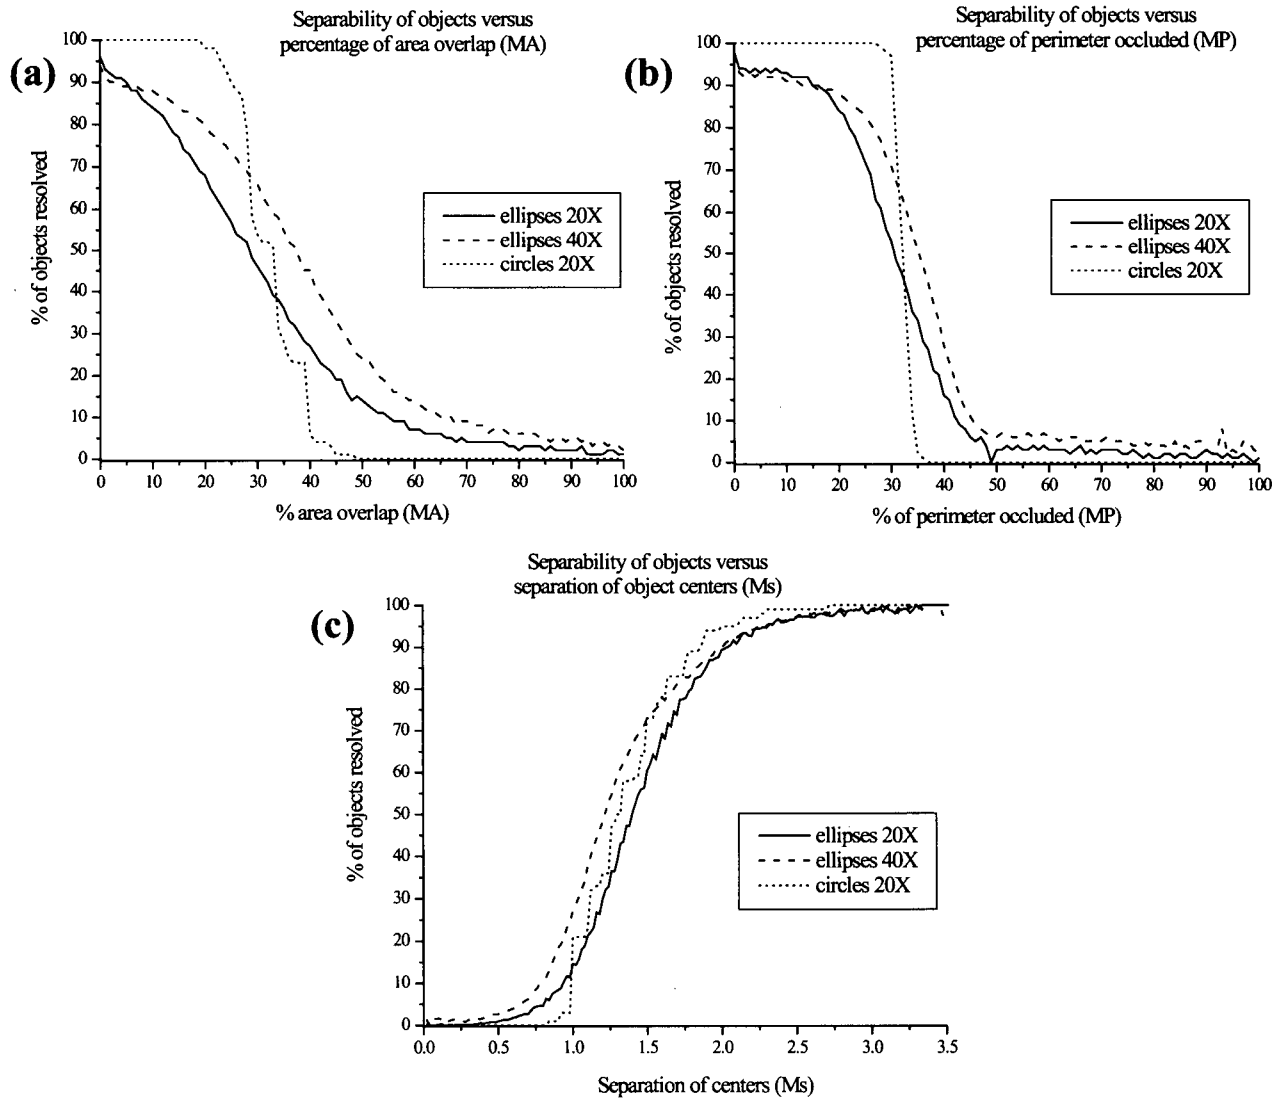 Separability of objects versus
percentage of area overlap (MA)
(a)
100
90
80
70
60
50
40
30
20
10
0
% of objects resolved
ellipses 20X
ellipses 40X
circles 20X
0 10 20 30 40 50 60 70 80 90 100
% area overlap (MA)
Separability of objects versus
percentage of perimeter occluded (MP)
(b)
100
90
80
70
60
50
40
30
20
10
0
% of objects resolved
ellipses 20X
ellipses 40X
circles 20X
0 10 20 30 40 50 60 70 80 90 100
% of perimeter occluded (MP)
Separability of objects versus
separation of object centers (Ms)
(c)
100
90
80
70
60
50
40
30
20
10
0
% of objects resolved
ellipses 20X
ellipses 40X
circles 20X
0.0 0.5 1.0 1.5 2.0 2.5 3.0 3.5
Separation of centers (Ms)